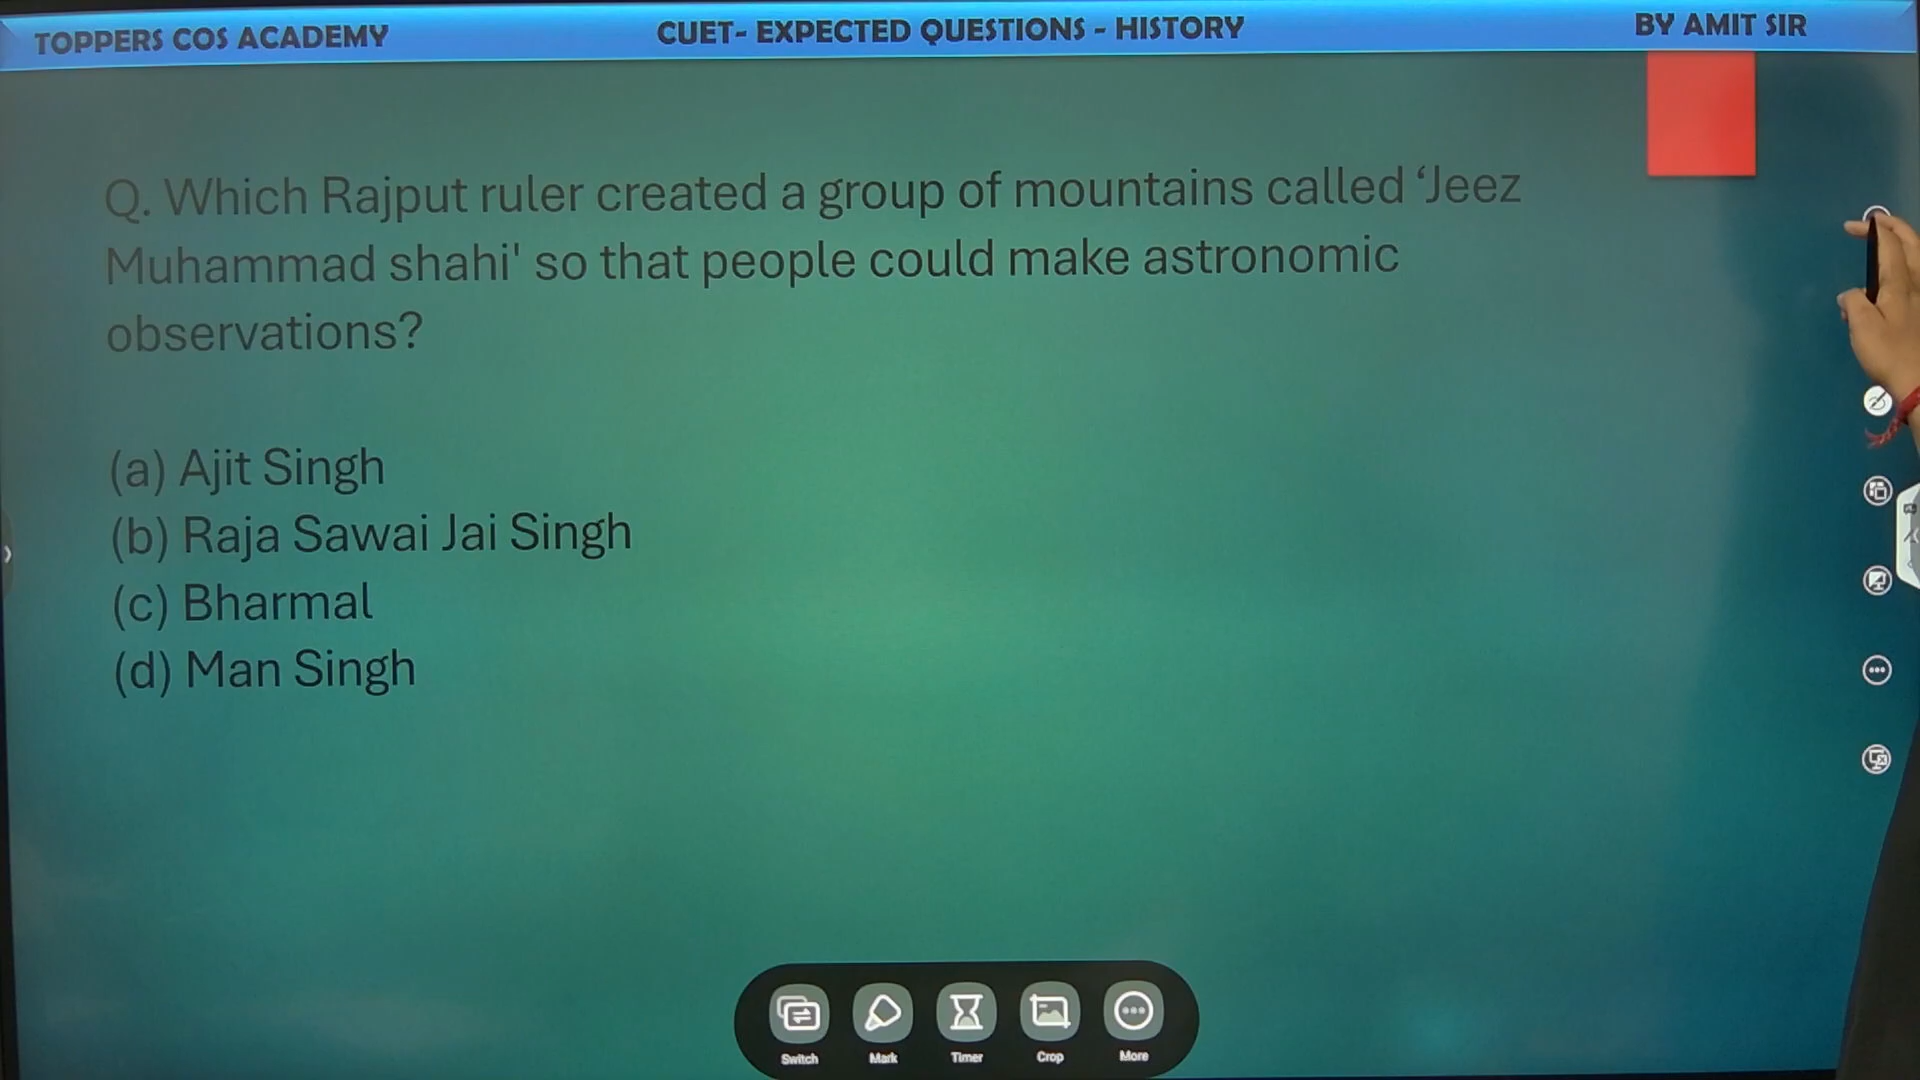 TOPPERS COS ACADEMY
CUET- EXPECTED QUESTIONS - HISTORY
BY AMIT SIR
Q. Which Rajput ruler created a group of mountains called ‘Jeez
Muhammad shahi' so that people could make astronomic
observations?
(a) Ajit Singh
(b) Raja Sawai Jai Singh
(c) Bharmal
(d) Man Singh
Switch
Mark
Timer
Crop
More